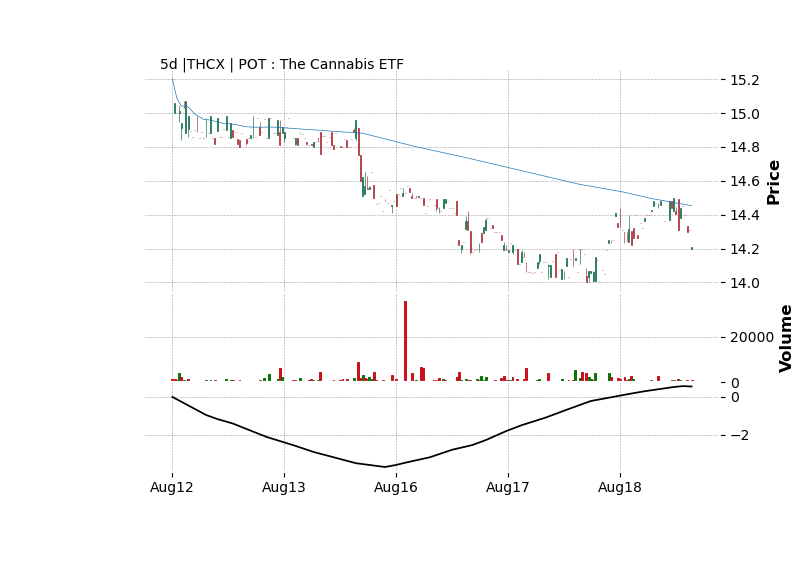 5d |THCX | POT : The Cannabis ETF
15.2
15.0
14.8
14.6
14.4
14.2
14.0
Price
20000
0
Volume
0
−2
Aug12 Aug13 Aug16 Aug17 Aug18